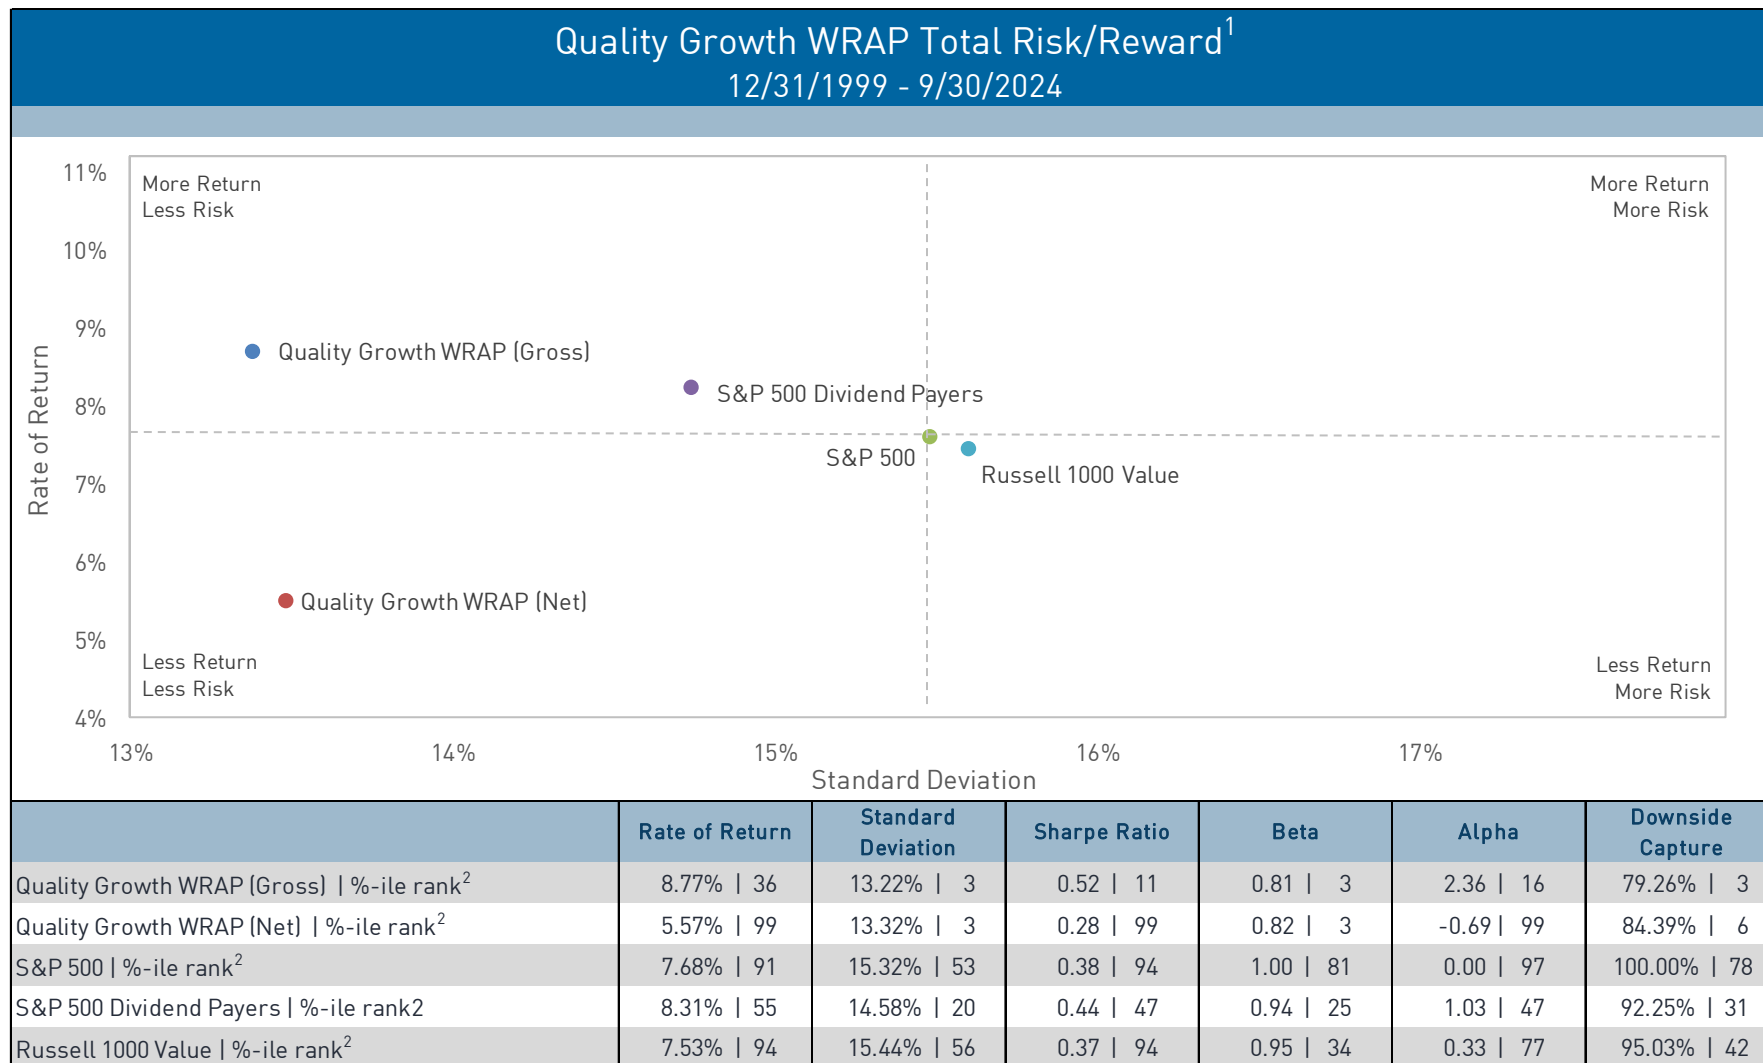 Quality Growth WRAP Total Risk/Reward1
12/31/1999 - 9/30/2024
More Return
Less Risk
More Return
More Risk
11%
10%
9%
8%
7%
6%
5%
4%
Rate of Return
Quality Growth WRAP (Gross)
S&P 500 Dividend Payers
S&P 500
Russell 1000 Value
Quality Growth WRAP (Net)
Less Return
Less Risk
Less Return
More Risk
13% 14% 15% 16% 17%
Standard Deviation
Rate of Return | Standard Deviation | Sharpe Ratio | Beta | Alpha | Downside Capture
Quality Growth WRAP (Gross) | %-ile rank2 8.77% | 36 13.22% | 3 0.52 | 11 0.81 | 3 2.36 | 16 79.26% | 3
Quality Growth WRAP (Net) | %-ile rank2 5.57% | 99 13.32% | 3 0.28 | 99 0.82 | 3 -0.69 | 99 84.39% | 6
S&P 500 | %-ile rank2 7.68% | 91 15.32% | 53 0.38 | 94 1.00 | 81 0.00 | 97 100.00% | 78
S&P 500 Dividend Payers | %-ile rank2 8.31% | 55 14.58% | 20 0.44 | 47 0.94 | 25 1.03 | 47 92.25% | 31
Russell 1000 Value | %-ile rank2 7.53% | 94 15.44% | 56 0.37 | 94 0.95 | 34 0.33 | 77 95.03% | 42